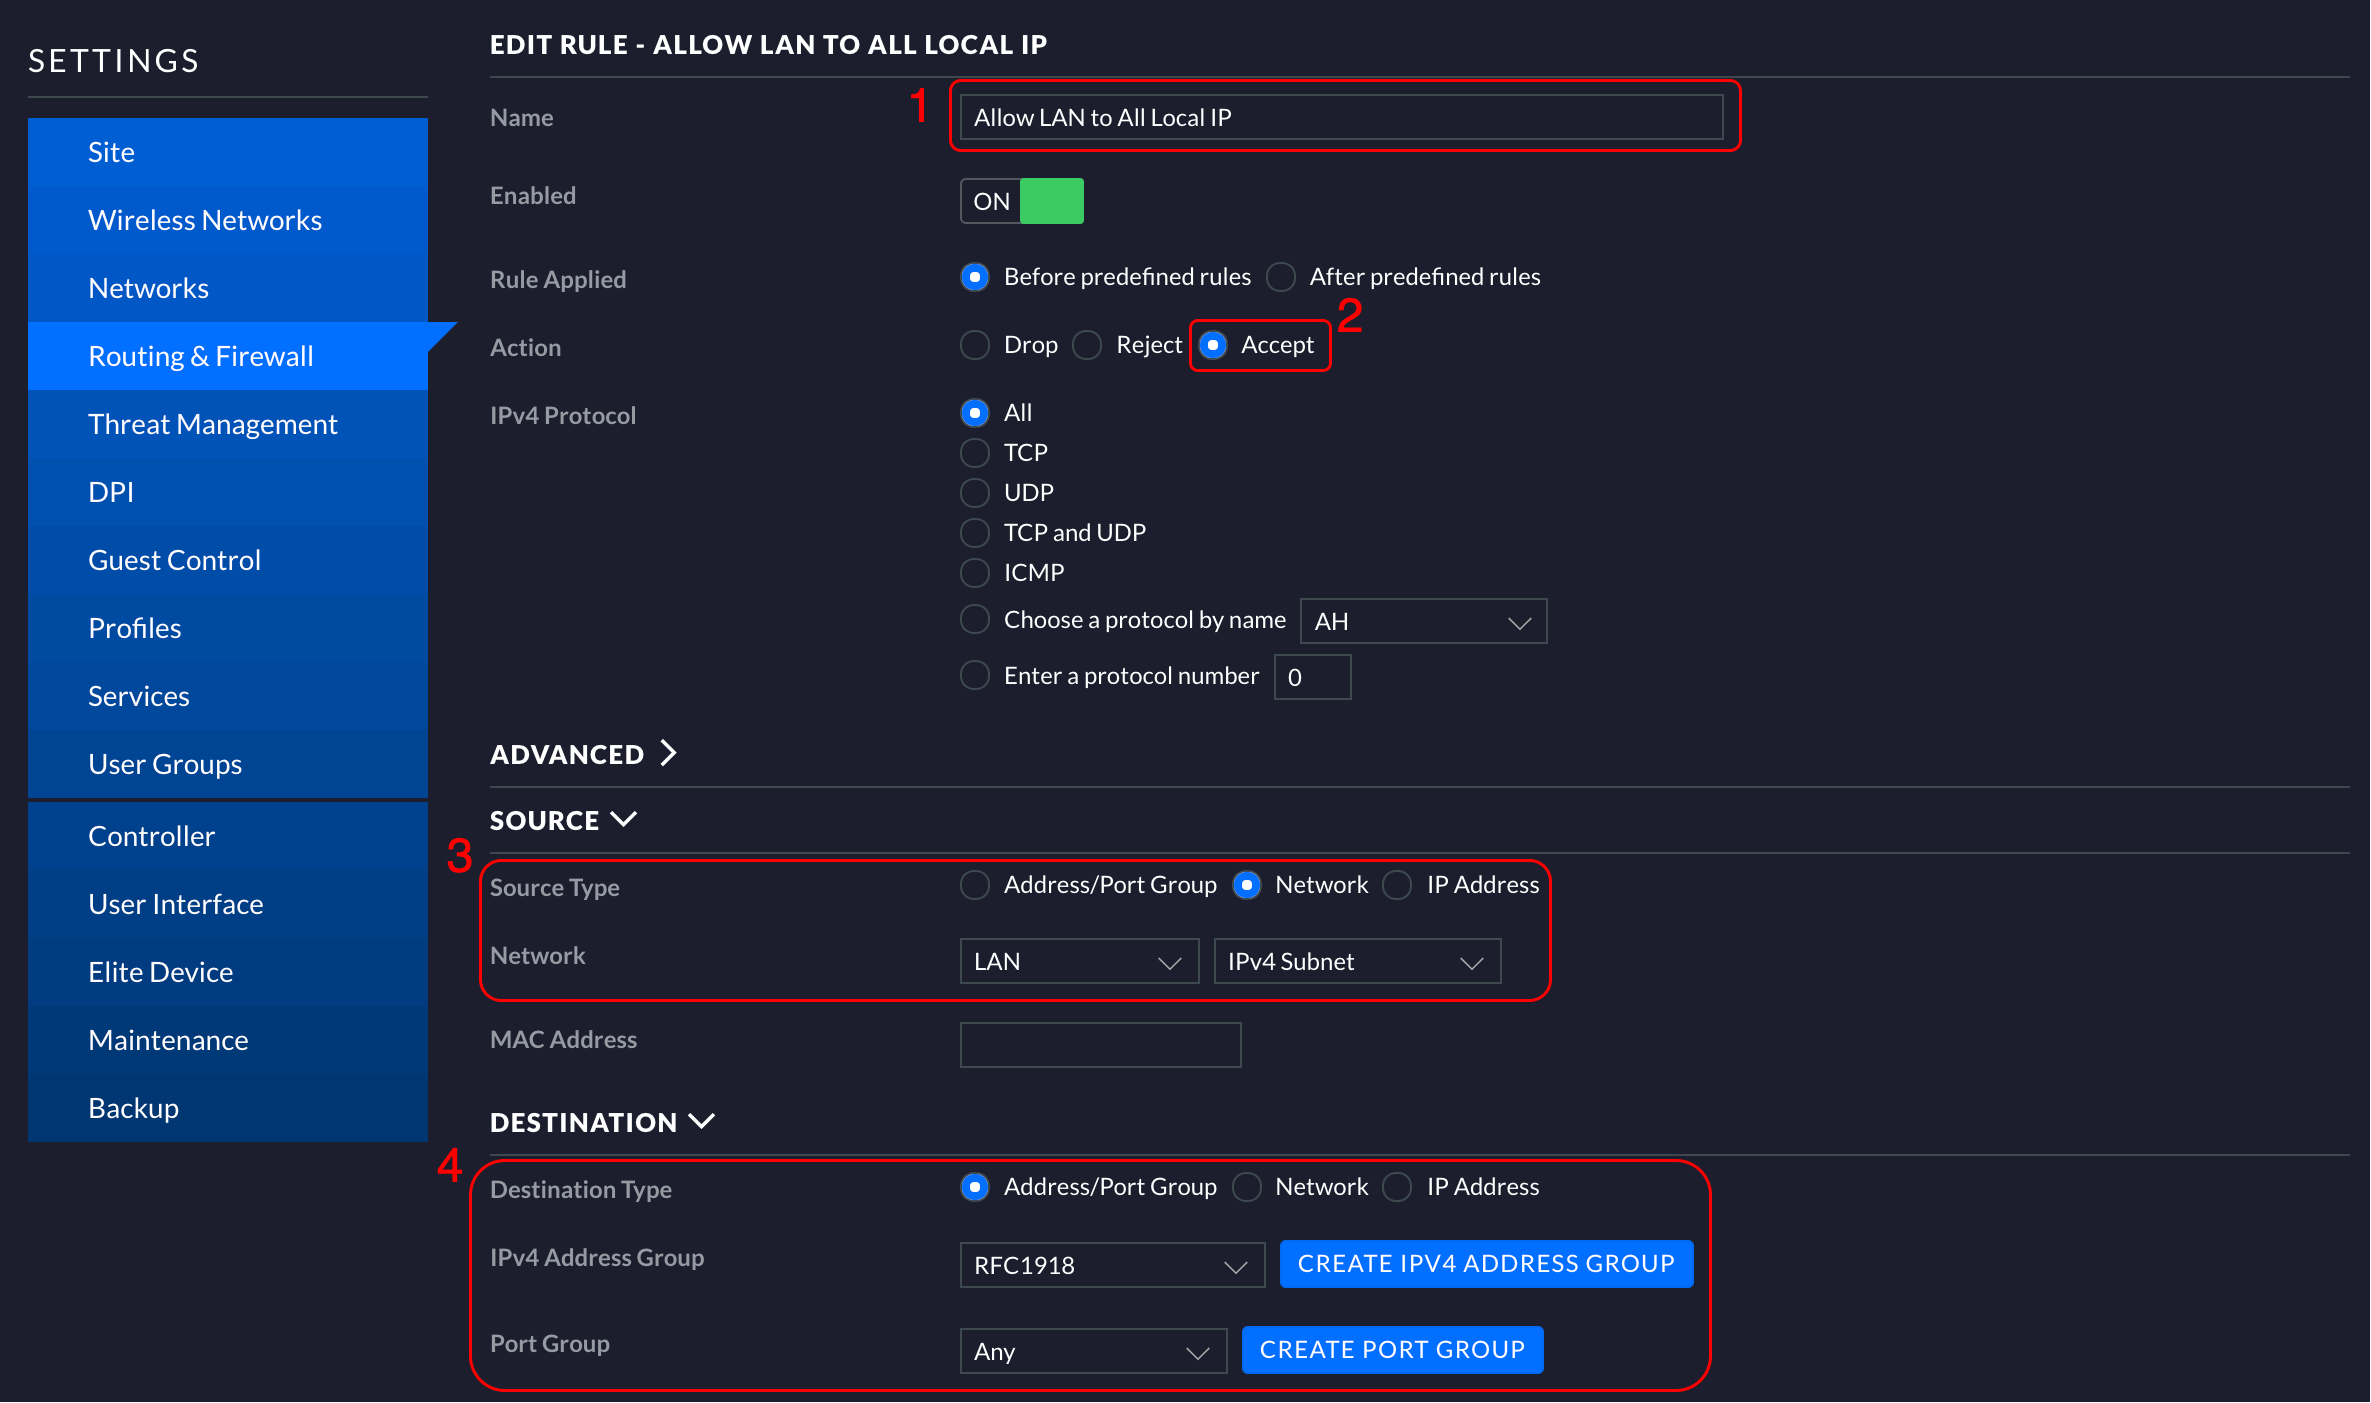 SETTINGS
Site
Wireless Networks
Networks
Routing & Firewall
Threat Management
DPI
Guest Control
Profiles
Services
User Groups
Controller
User Interface
Elite Device
Maintenance
Backup
EDIT RULE - ALLOW LAN TO ALL LOCAL IP
Name 1 Allow LAN to All Local IP
Enabled ON
Rule Applied Before predefined rules After predefined rules
2
Action Drop Reject Accept
IPv4 Protocol All
TCP
UDP
TCP and UDP
ICMP
Choose a protocol by name AH
Enter a protocol number 0
ADVANCED
SOURCE
3
Source Type Address/Port Group Network IP Address
Network LAN IPv4 Subnet
MAC Address
DESTINATION
4
Destination Type Address/Port Group Network IP Address
IPv4 Address Group RFC1918 CREATE IPV4 ADDRESS GROUP
Port Group Any CREATE PORT GROUP